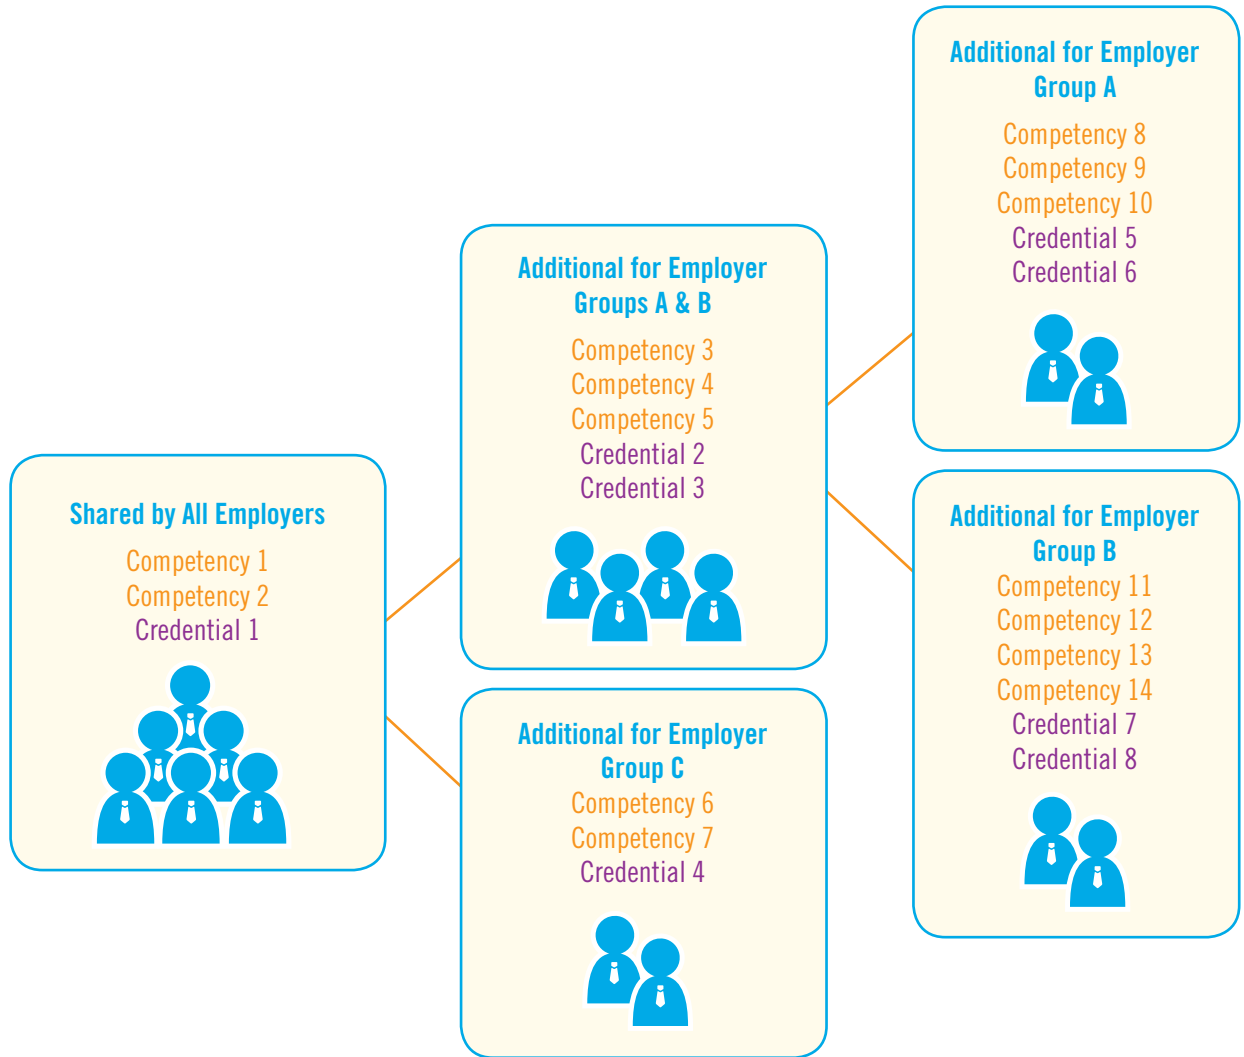 Shared by All Employers
Competency 1
Competency 2
Credential 1
Additional for Employer
Groups A & B
Competency 3
Competency 4
Competency 5
Credential 2
Credential 3
Additional for Employer
Group C
Competency 6
Competency 7
Credential 4
Additional for Employer
Group A
Competency 8
Competency 9
Competency 10
Credential 5
Credential 6
Additional for Employer
Group B
Competency 11
Competency 12
Competency 13
Competency 14
Credential 7
Credential 8